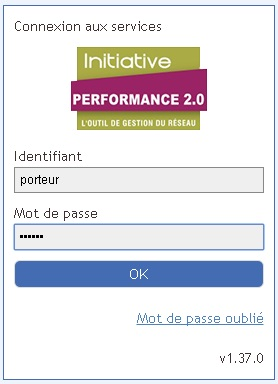 Connexion aux services
Initiative
PERFORMANCE 2.0
L'OUTIL DE GESTION DU RÉSEAU
Identifiant
porteur
Mot de passe
••••••
OK
Mot de passe oublié
v1.37.0